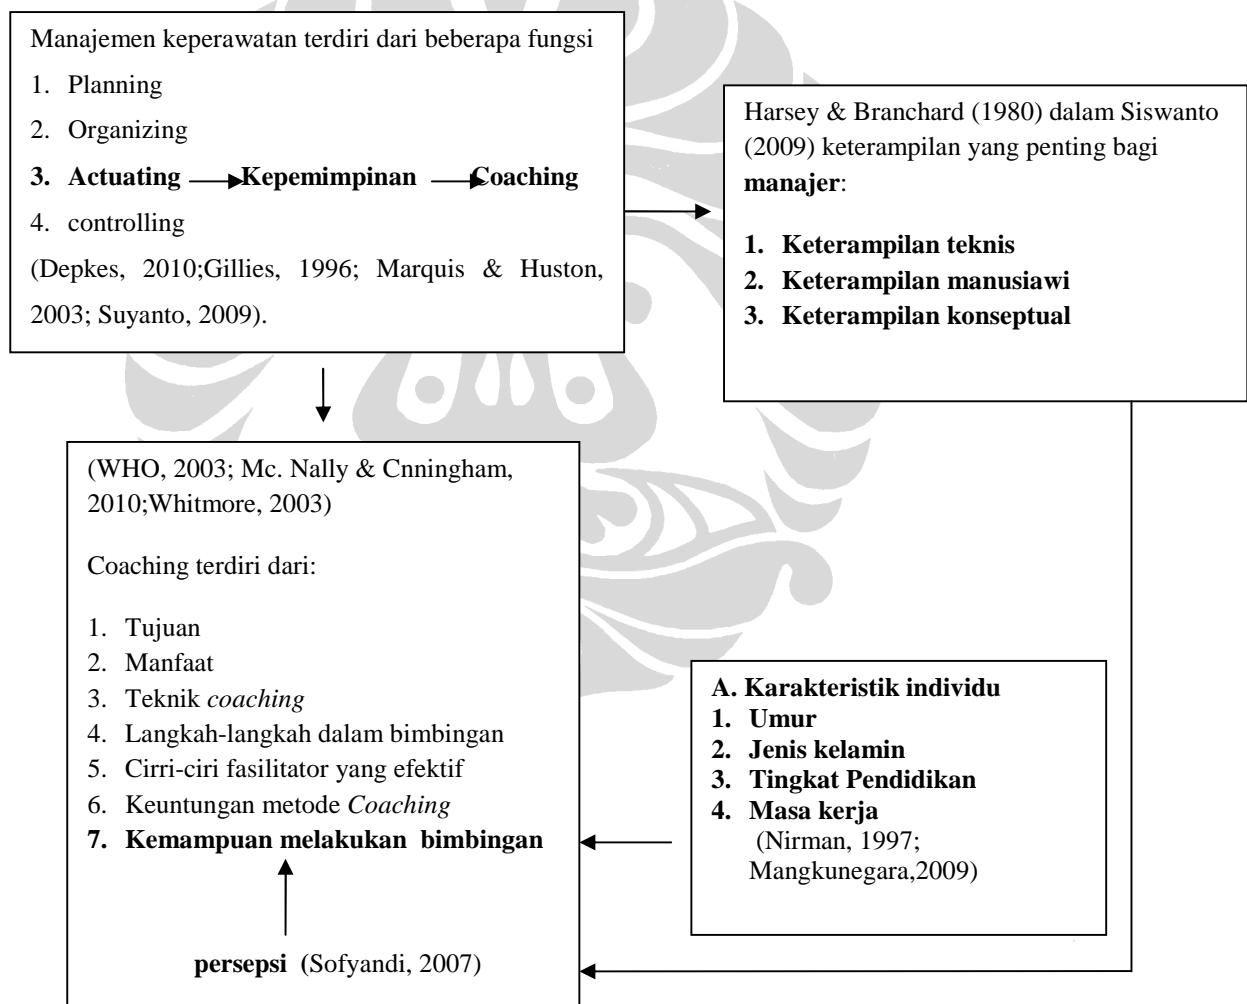 Manajemen keperawatan terdiri dari beberapa fungsi
1. Planning
2. Organizing
3. Actuating Kepemimpinan Coaching
4. controlling
(Depkes, 2010;Gillies, 1996; Marquis & Huston,
2003; Suyanto, 2009).
Harsey & Branchard (1980) dalam Siswanto
(2009) keterampilan yang penting bagi
manajer:
1. Keterampilan teknis
2. Keterampilan manusiawi
3. Keterampilan konseptual
(WHO, 2003; Mc. Nally & Cnningham,
2010;Whitmore, 2003)
Coaching terdiri dari:
1. Tujuan
2. Manfaat
3. Teknik coaching
4. Langkah-langkah dalam bimbingan
5. Cirri-ciri fasilitator yang efektif
6. Keuntungan metode Coaching
7. Kemampuan melakukan bimbingan
persepsi (Sofyandi, 2007)
A. Karakteristik individu
1. Umur
2. Jenis kelamin
3. Tingkat Pendidikan
4. Masa kerja
(Nirman, 1997;
Mangkunegara,2009)